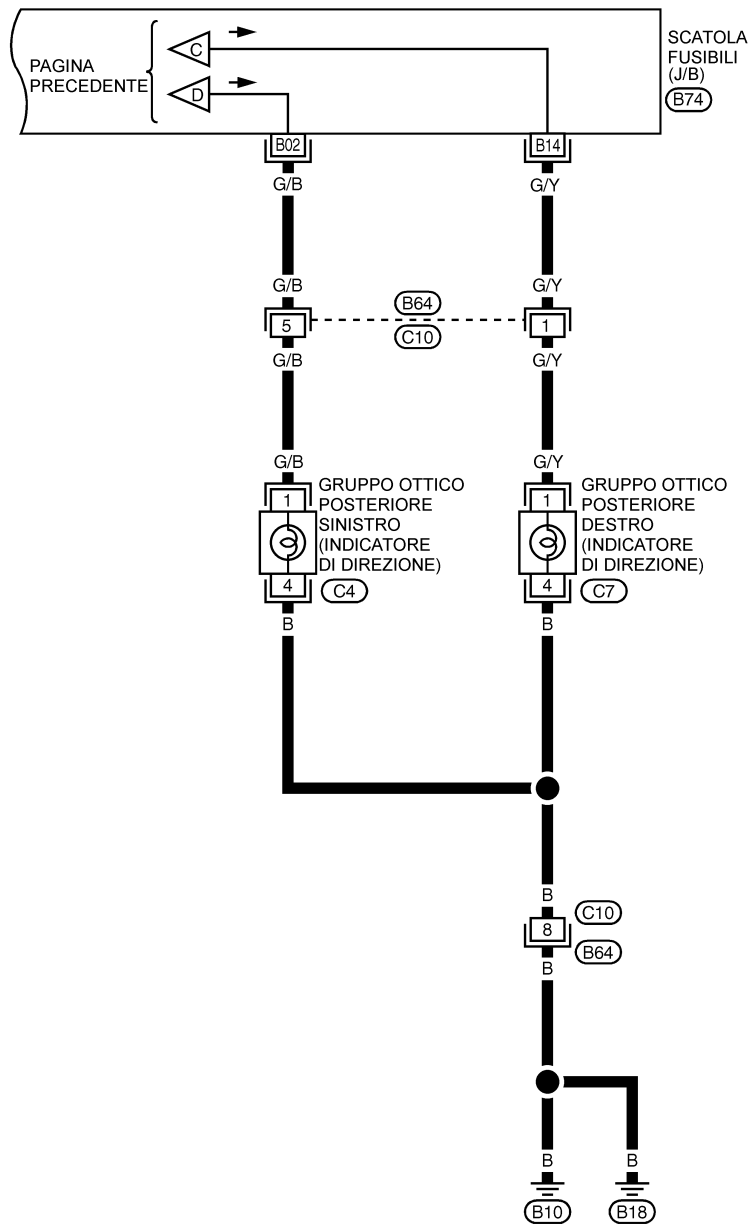 SCATOLA
FUSIBILI
(J/B)
B74
PAGINA
PRECEDENTE
C
D
B02
B14
G/B
G/Y
G/B
G/Y
B64
5
1
C10
G/B
G/Y
G/B
G/Y
1
GRUPPO OTTICO
POSTERIORE
SINISTRO
(INDICATORE
DI DIREZIONE)
4
C4
1
GRUPPO OTTICO
POSTERIORE
DESTRO
(INDICATORE
DI DIREZIONE)
4
C7
B
B
B
C10
8
B64
B
B
B
B10
B18